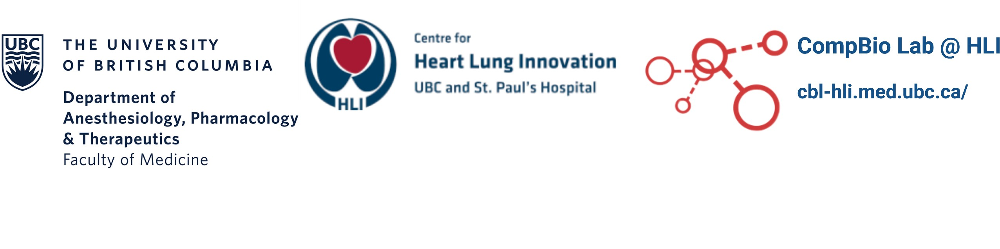 UBC
THE UNIVERSITY
OF BRITISH COLUMBIA
Department of
Anesthesiology, Pharmacology
& Therapeutics
Faculty of Medicine
HLI
Centre for
Heart Lung Innovation
UBC and St. Paul's Hospital
CompBio Lab @ HLI
cbl-hli.med.ubc.ca/